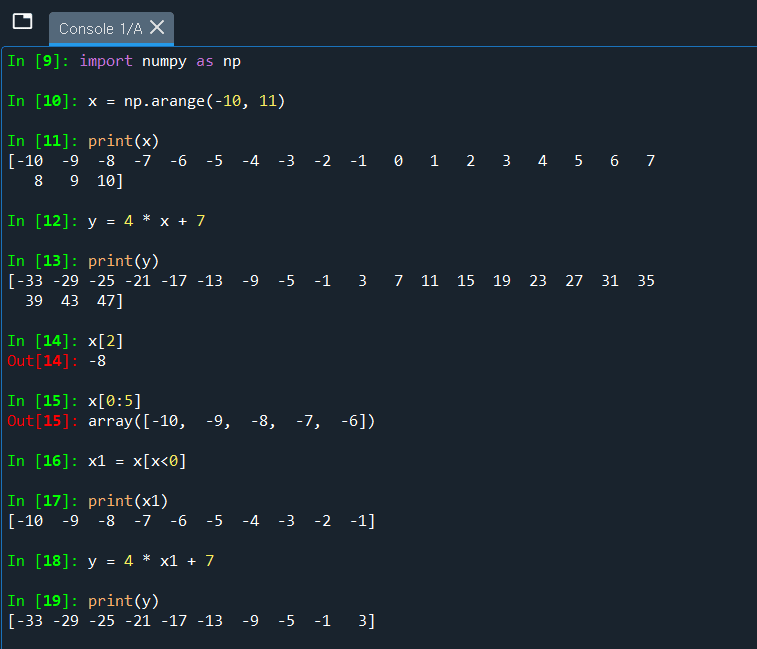 Console 1/A
In [9]: import numpy as np
In [10]: x = np.arange(-10, 11)
In [11]: print(x)
[-10  -9  -8  -7  -6  -5  -4  -3  -2  -1   0   1   2   3   4   5   6   7
   8   9  10]
In [12]: y = 4 * x + 7
In [13]: print(y)
[-33 -29 -25 -21 -17 -13  -9  -5  -1   3   7  11  15  19  23  27  31  35
  39  43  47]
In [14]: x[2]
Out[14]: -8
In [15]: x[0:5]
Out[15]: array([-10,  -9,  -8,  -7,  -6])
In [16]: x1 = x[x<0]
In [17]: print(x1)
[-10  -9  -8  -7  -6  -5  -4  -3  -2  -1]
In [18]: y = 4 * x1 + 7
In [19]: print(y)
[-33 -29 -25 -21 -17 -13  -9  -5  -1   3]